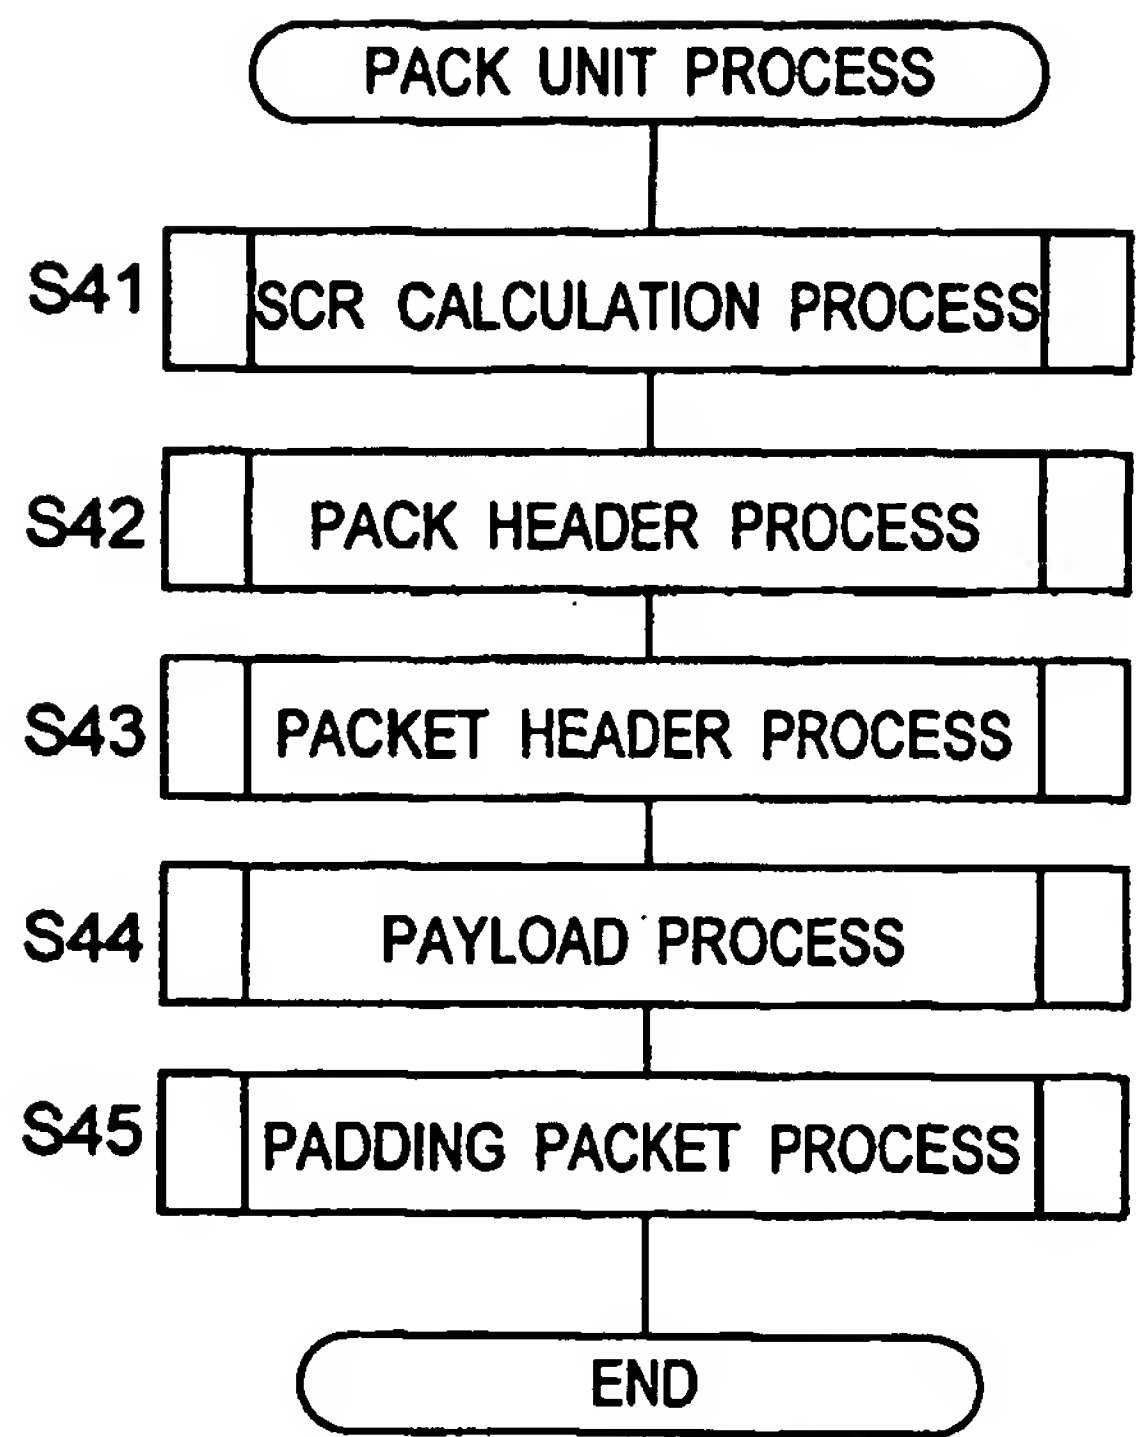 PACK UNIT PROCESS
S41 SCR CALCULATION PROCESS
S42 PACK HEADER PROCESS
S43 PACKET HEADER PROCESS
S44 PAYLOAD PROCESS
S45 PADDING PACKET PROCESS
END